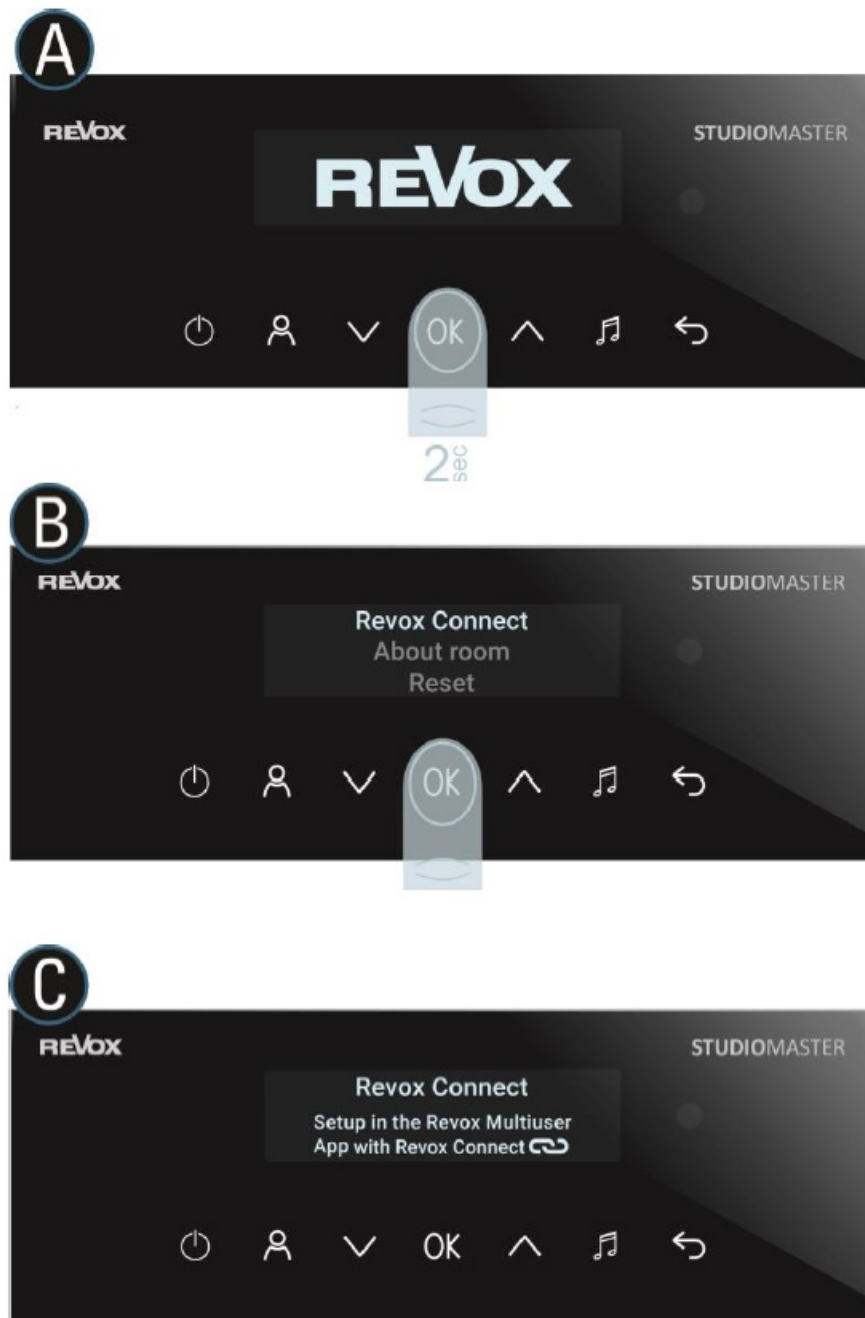 A
REVOX
STUDIOMASTER
REVOX
OK
2 sec
B
REVOX
STUDIOMASTER
Revox Connect
About room
Reset
OK
C
REVOX
STUDIOMASTER
Revox Connect
Setup in the Revox Multiuser
App with Revox Connect
OK